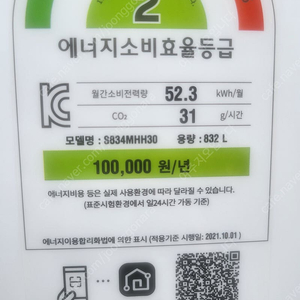 2
에너지소비효율등급
월간소비전력량 52.3 kWh/월
CO₂ 31 g/시간
모델명 : S834MHH30 용량 : 832 L
100,000 원/년
에너지비용 등은 실제 사용환경에 따라 달라질 수 있습니다.
(표준시험환경에서 일24시간 가동 기준)
에너지이용합리화법에 의한 표시 (적용기준 시행일: 2021.10.01)